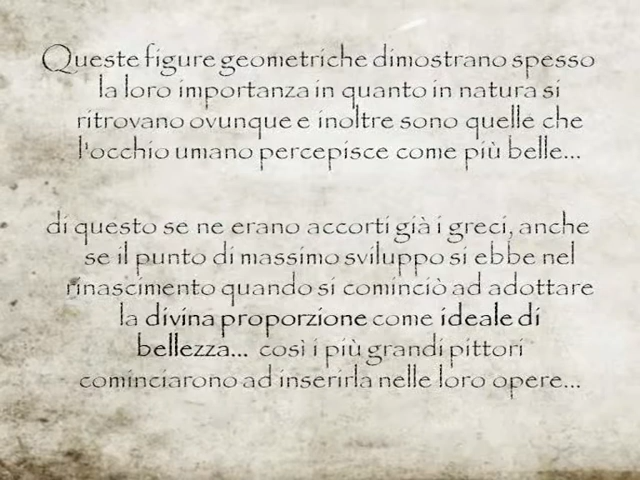 Queste figure geometriche dimostrano spesso
la loro importanza in quanto in natura si
ritrovano ovunque e inoltre sono quelle che
l'occhio umano percepisce come più belle...
di questo se ne erano accorti già i greci, anche
se il punto di massimo sviluppo si ebbe nel
rinascimento quando si cominciò ad adottare
la divina proporzione come ideale di
bellezza... così i più grandi pittori
cominciarono ad inserirla nelle loro opere...